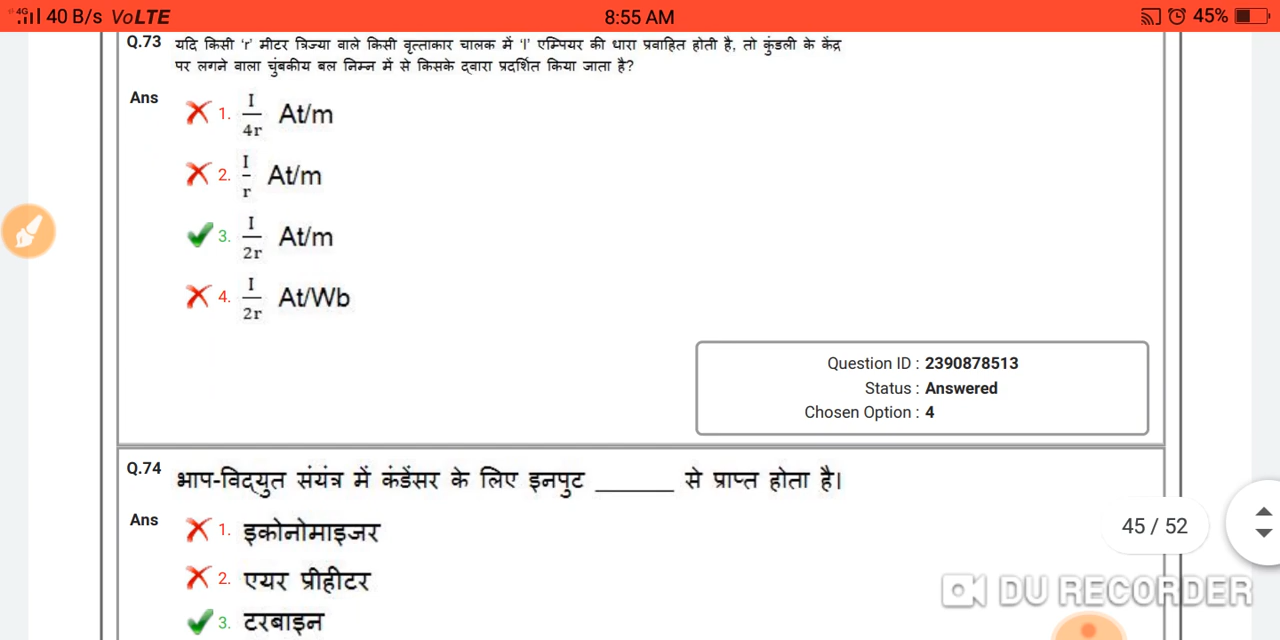 4G 40 B/s VoLTE 8:55 AM 45%
Q.73 यदि किसी 'r' मीटर त्रिज्या वाले किसी वृत्ताकार चालक में 'I' एम्पियर की धारा प्रवाहित होती है, तो कुंडली के केंद्र
पर लगने वाला चुंबकीय बल निम्न में से किसके द्वारा प्रदर्शित किया जाता है?
Ans
1. I/4r At/m
2. I/r At/m
3. I/2r At/m
4. I/2r At/Wb
Question ID : 2390878513
Status : Answered
Chosen Option : 4
Q.74 भाप-विद्युत संयंत्र में कंडेंसर के लिए इनपुट _______ से प्राप्त होता है।
Ans
1. इकोनोमाइजर
45 / 52
2. एयर प्रीहीटर
DU RECORDER
3. टरबाइन